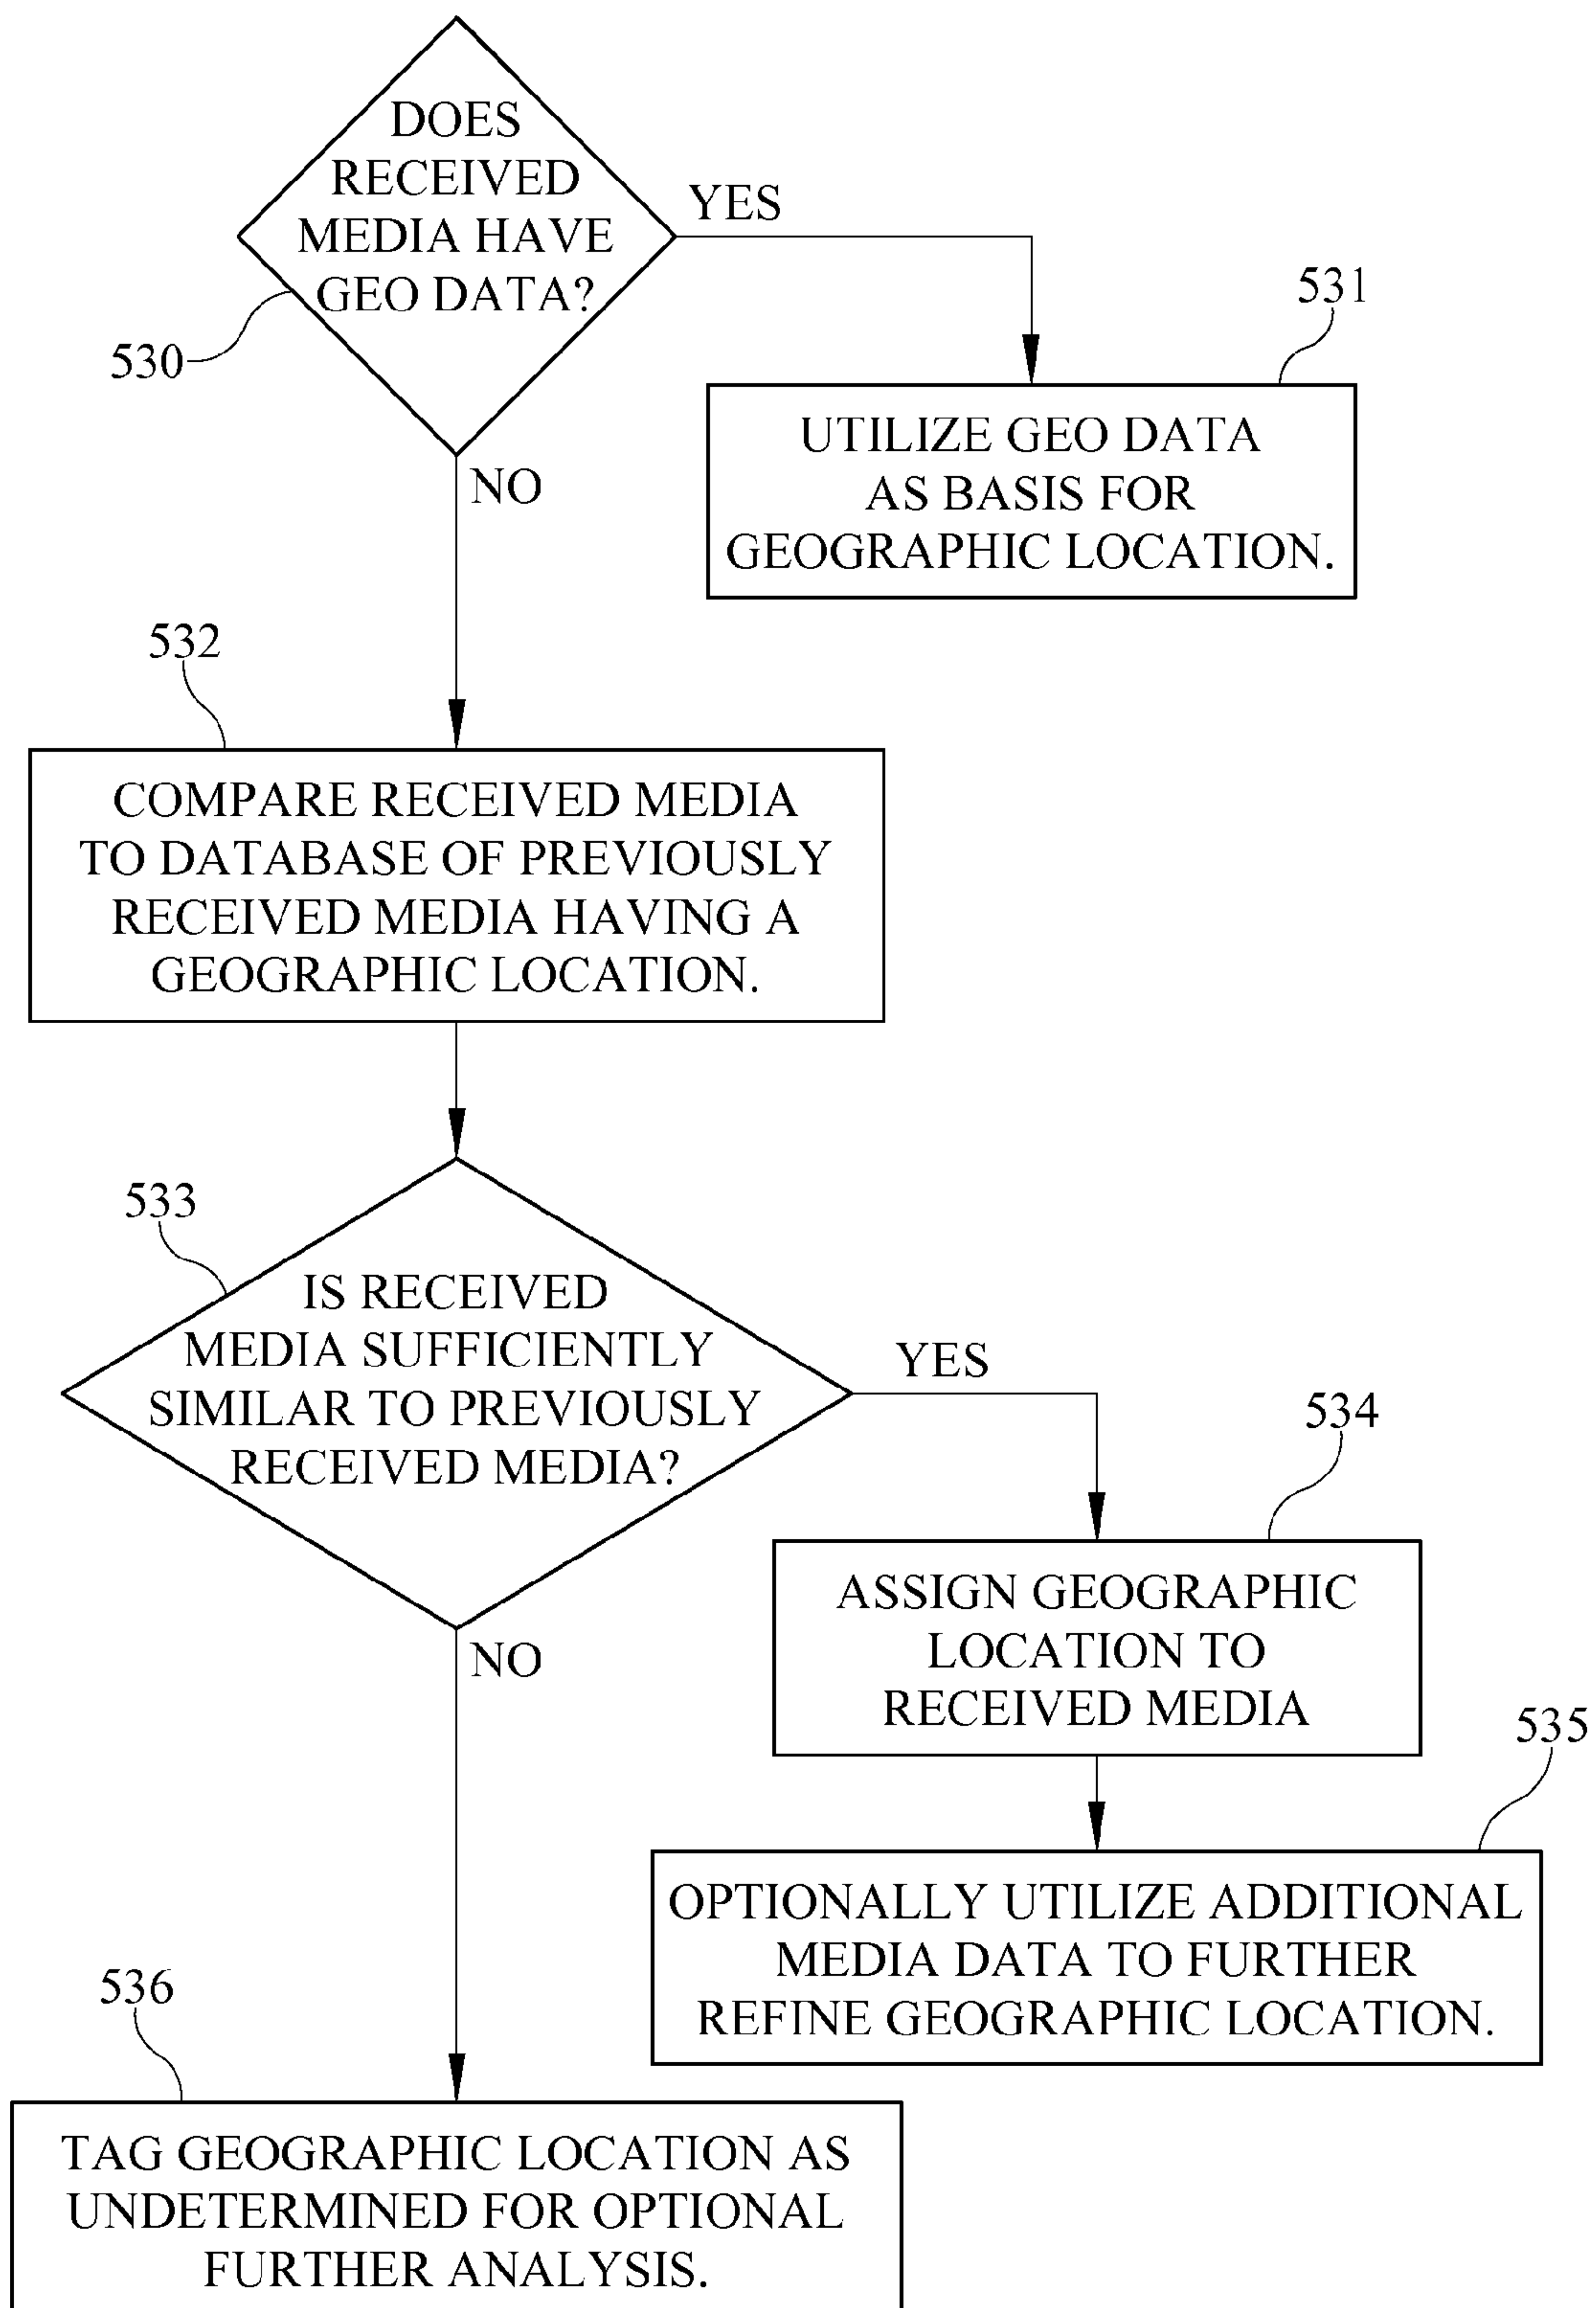 DOES
RECEIVED
MEDIA HAVE
GEO DATA?
530
YES
NO
531
UTILIZE GEO DATA
AS BASIS FOR
GEOGRAPHIC LOCATION.
532
COMPARE RECEIVED MEDIA
TO DATABASE OF PREVIOUSLY
RECEIVED MEDIA HAVING A
GEOGRAPHIC LOCATION.
533
IS RECEIVED
MEDIA SUFFICIENTLY
SIMILAR TO PREVIOUSLY
RECEIVED MEDIA?
YES
NO
534
ASSIGN GEOGRAPHIC
LOCATION TO
RECEIVED MEDIA
535
OPTIONALLY UTILIZE ADDITIONAL
MEDIA DATA TO FURTHER
REFINE GEOGRAPHIC LOCATION.
536
TAG GEOGRAPHIC LOCATION AS
UNDETERMINED FOR OPTIONAL
FURTHER ANALYSIS.